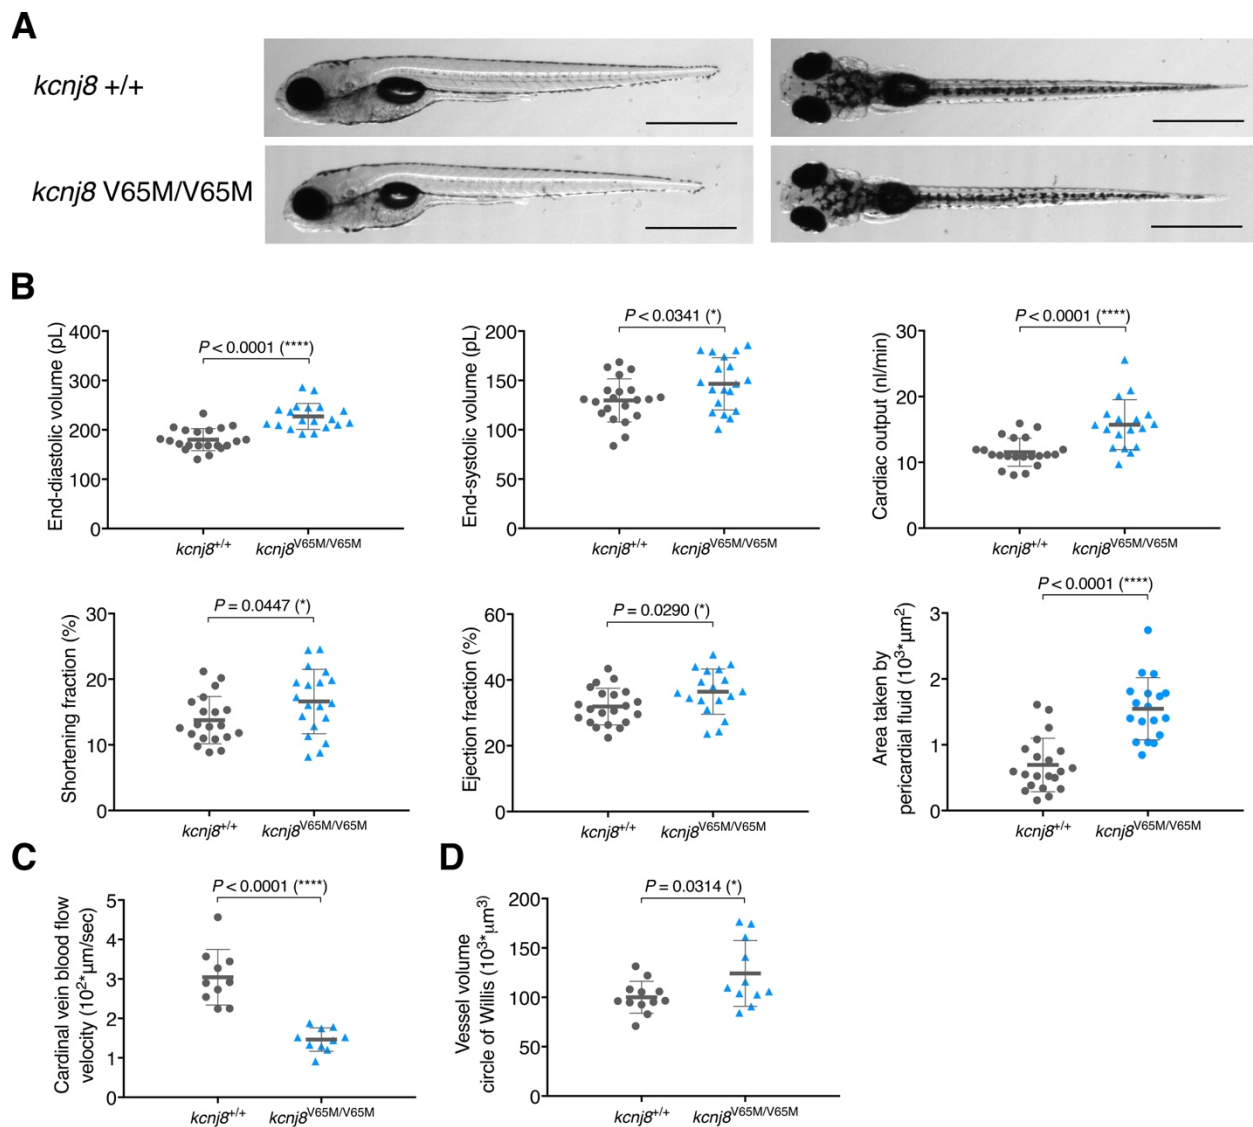 A
kcnj8 +/+
kcnj8 V65M/V65M
B
End-diastolic volume (pL)
400
300
200
100
0
P < 0.0001 (****)
kcnj8+/+
kcnj8V65M/V65M
End-systolic volume (pL)
200
150
100
50
0
P < 0.0341 (*)
kcnj8+/+
kcnj8V65M/V65M
Cardiac output (nl/min)
30
20
10
0
P < 0.0001 (****)
kcnj8+/+
kcnj8V65M/V65M
Shortening fraction (%)
30
20
10
0
P = 0.0447 (*)
kcnj8+/+
kcnj8V65M/V65M
Ejection fraction (%)
60
40
20
0
P = 0.0290 (*)
kcnj8+/+
kcnj8V65M/V65M
Area taken by
pericardial fluid (10³*µm²)
3
2
1
0
P < 0.0001 (****)
kcnj8+/+
kcnj8V65M/V65M
C
Cardinal vein blood flow
velocity (10²*µm/sec)
5
4
3
2
1
0
P < 0.0001 (****)
kcnj8+/+
kcnj8V65M/V65M
D
Vessel volume
circle of Willis (10³*µm³)
200
150
100
50
0
P = 0.0314 (*)
kcnj8+/+
kcnj8V65M/V65M